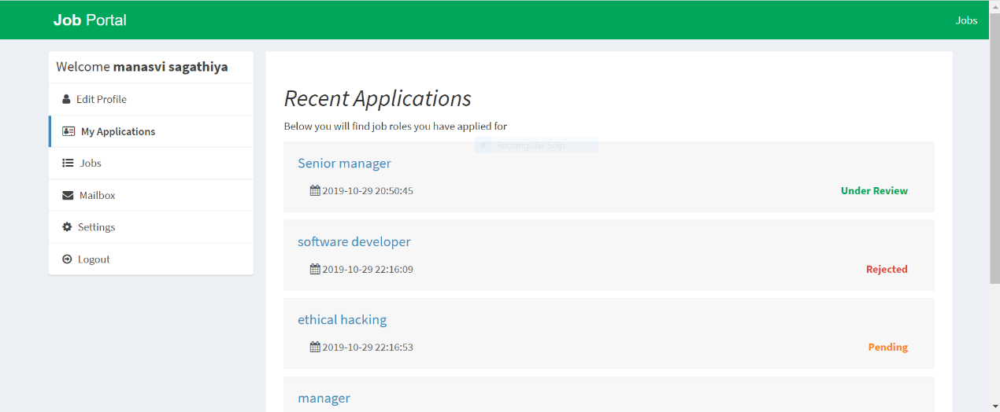 Job Portal
Jobs
Welcome manasvi sagathiya
Edit Profile
My Applications
Jobs
Mailbox
Settings
Logout
Recent Applications
Below you will find job roles you have applied for
Rectangular Snip
Senior manager
2019-10-29 20:50:45
Under Review
software developer
2019-10-29 22:16:09
Rejected
ethical hacking
2019-10-29 22:16:53
Pending
manager